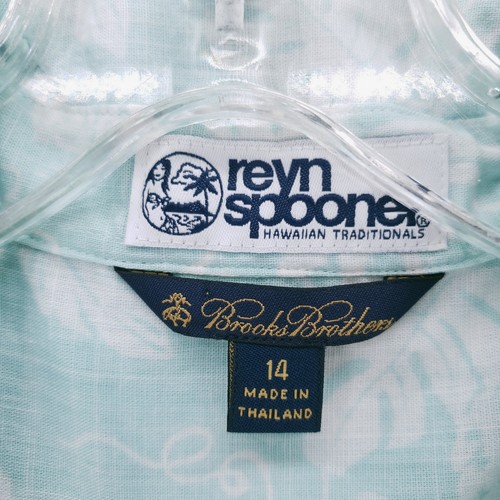 reyn
spooner®
HAWAIIAN TRADITIONALS
Brooks Brothers
14
MADE IN
THAILAND